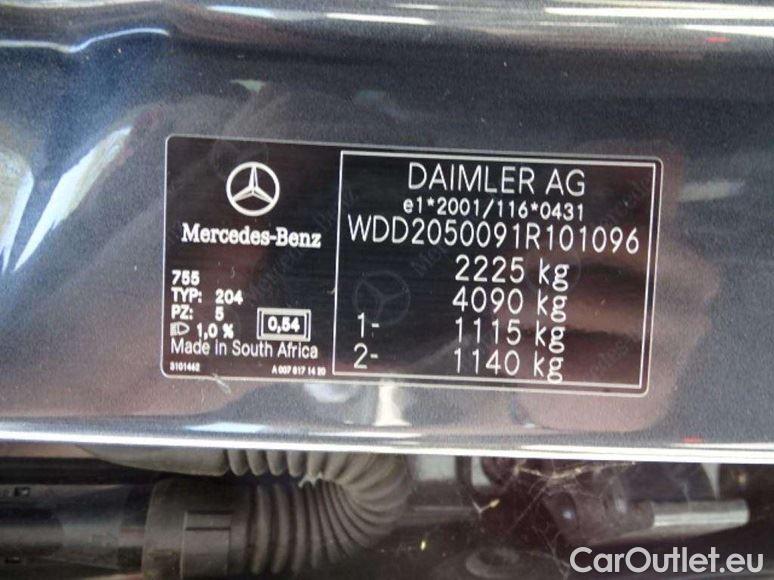 Mercedes-Benz
755
TYP: 204
PZ: 5
1,0 %
0,54
Made in South Africa
3101462
A 007 817 14 20
DAIMLER AG
e1*2001/116*0431
WDD2050091R101096
2225 kg
4090 kg
1- 1115 kg
2- 1140 kg
CarOutlet.eu